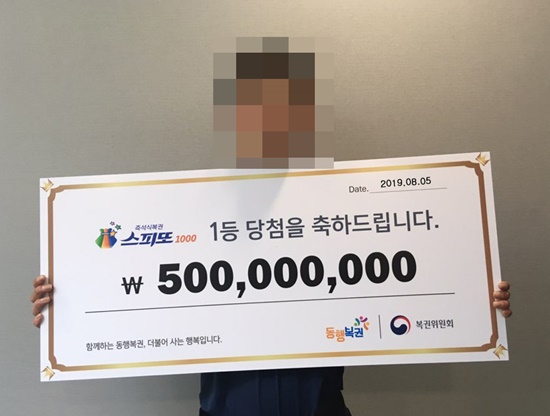 Date. 2019.08.05
즉석식복권
스피또1000
1등 당첨을 축하드립니다.
₩ 500,000,000
동행복권
복권위원회
함께하는 동행복권, 더불어 사는 행복입니다.